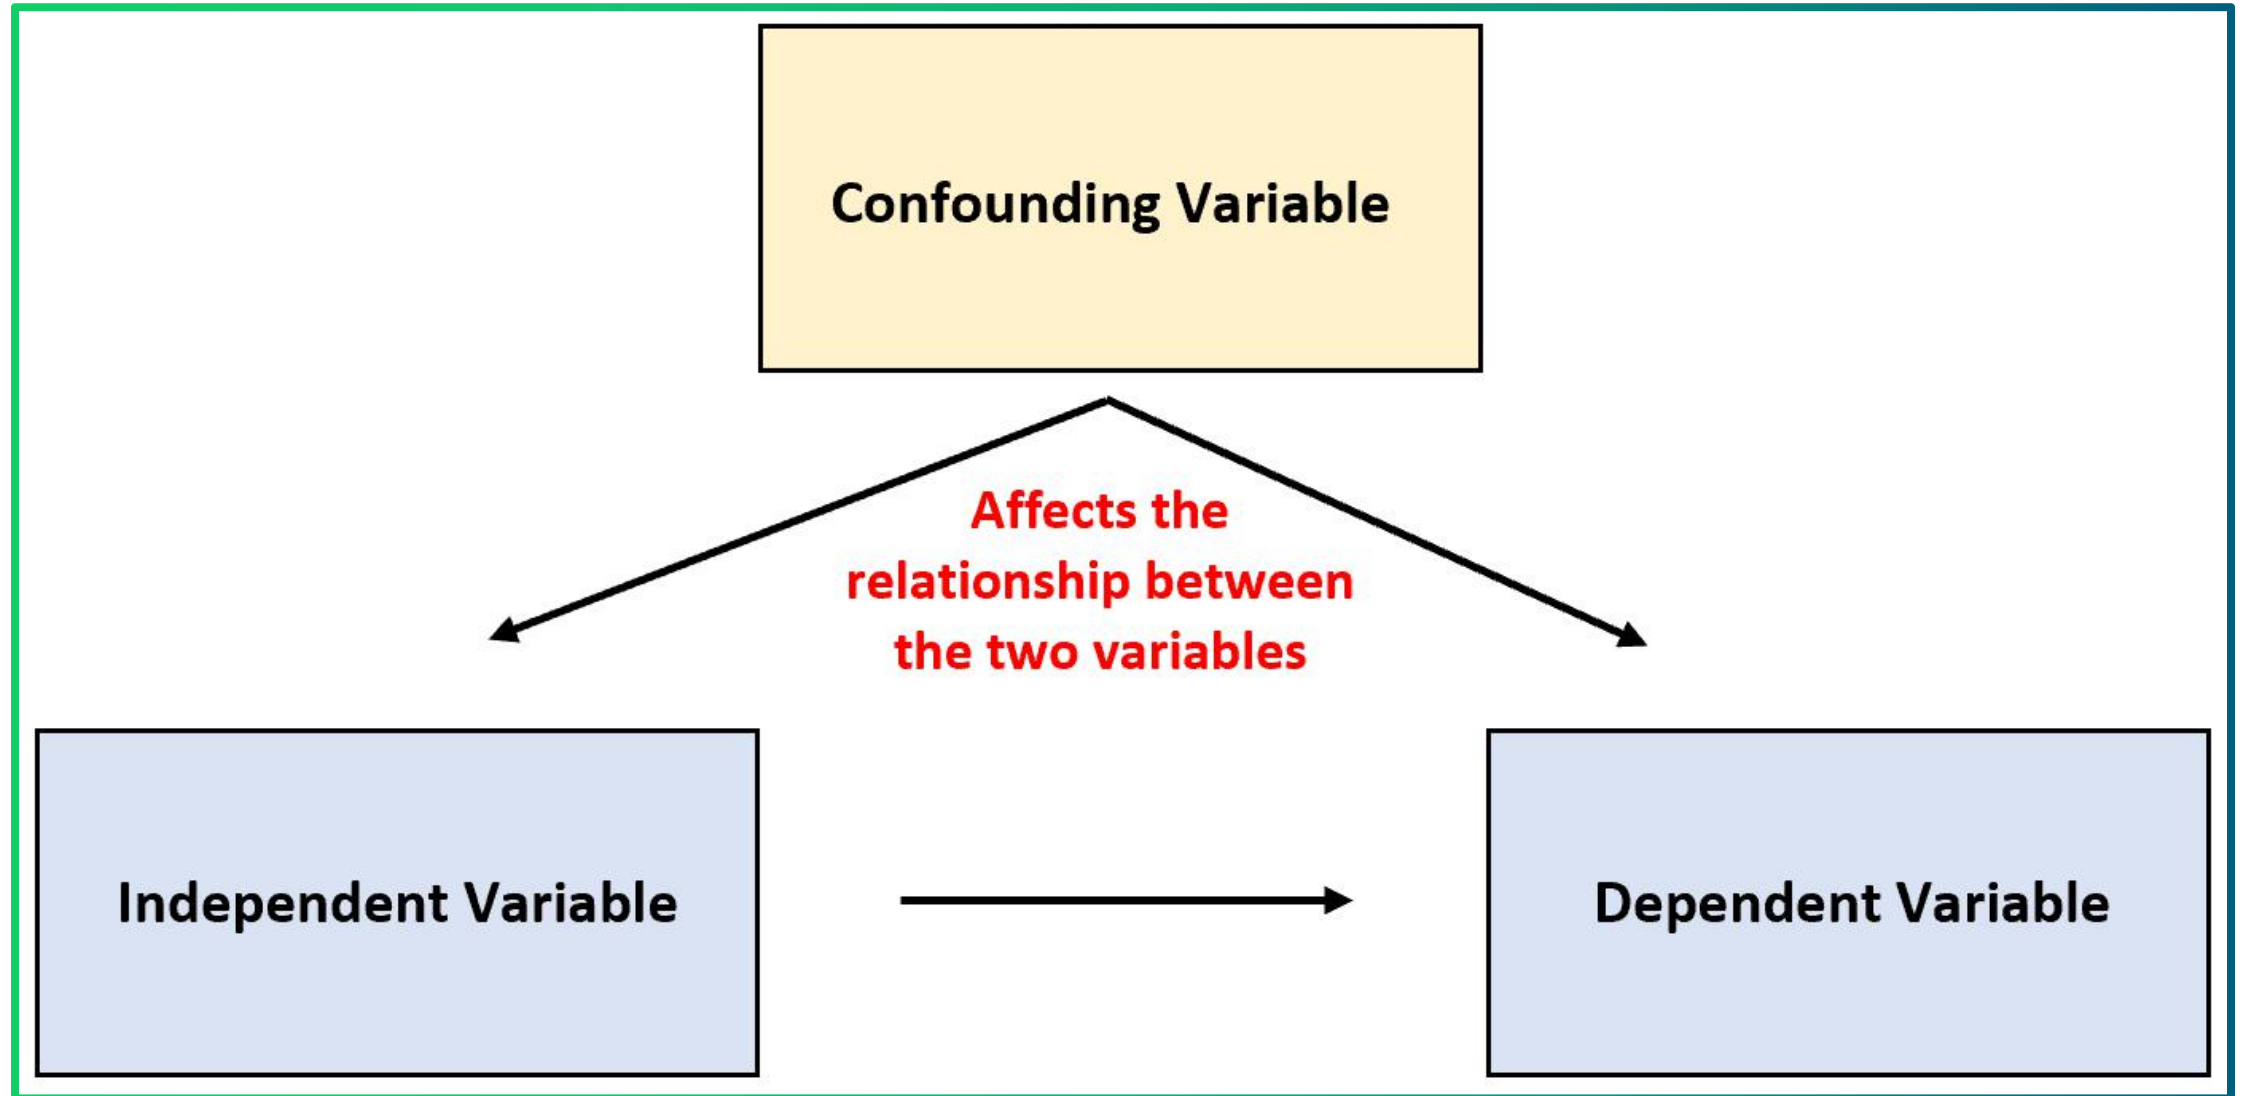 Confounding Variable
Affects the
relationship between
the two variables
Independent Variable
Dependent Variable